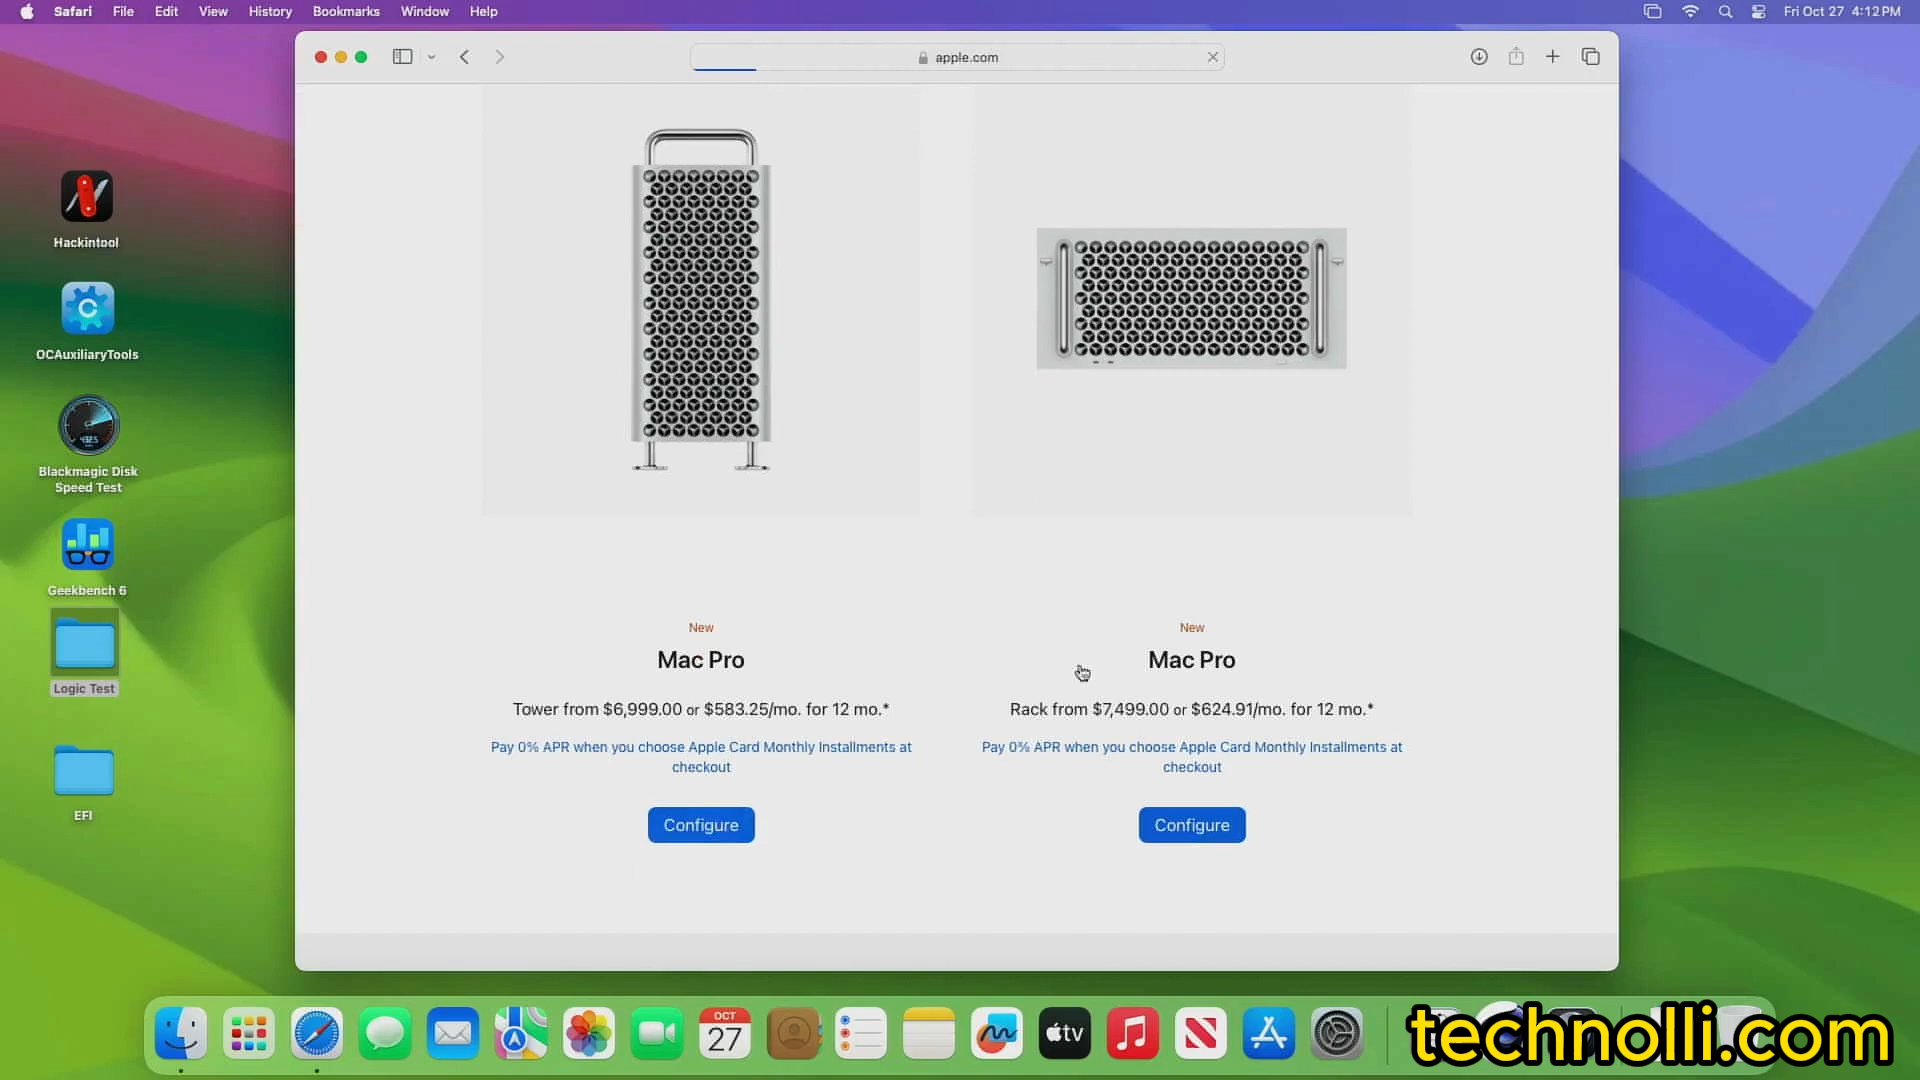 Safari File Edit View History Bookmarks Window Help
Fri Oct 27 4:12 PM
apple.com
Hackintool
OCAuxiliaryTools
432.5
Blackmagic Disk
Speed Test
Geekbench 6
Logic Test
EFI
New
Mac Pro
Tower from $6,999.00 or $583.25/mo. for 12 mo.*
Pay 0% APR when you choose Apple Card Monthly Installments at
checkout
Configure
New
Mac Pro
Rack from $7,499.00 or $624.91/mo. for 12 mo.*
Pay 0% APR when you choose Apple Card Monthly Installments at
checkout
Configure
OCT
27
tv
technolli.com